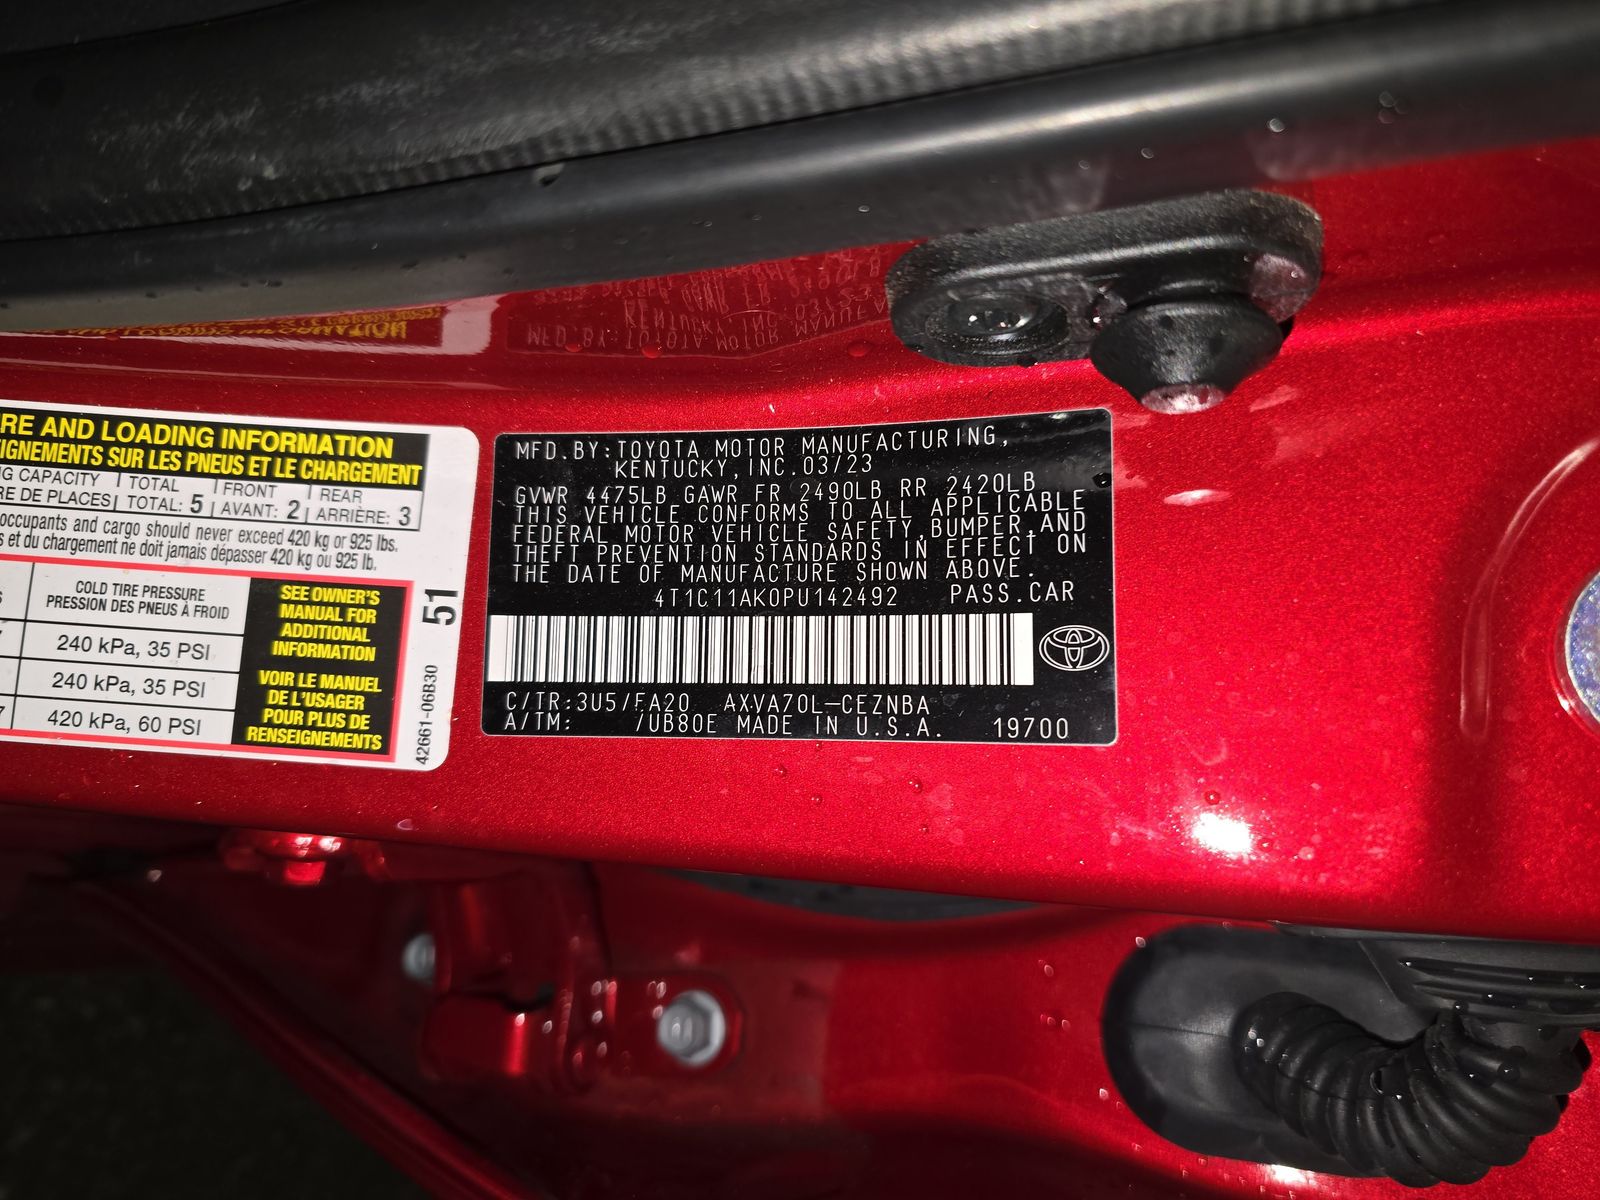 RE AND LOADING INFORMATION
EIGNEMENTS SUR LES PNEUS ET LE CHARGEMENT
NG CAPACITY | TOTAL | FRONT | REAR
RE DE PLACES | TOTAL: 5 | AVANT: 2 | ARRIÈRE: 3
occupants and cargo should never exceed 420 kg or 925 lbs.
s et du chargement ne doit jamais dépasser 420 kg ou 925 lb.
COLD TIRE PRESSURE
PRESSION DES PNEUS À FROID
240 kPa, 35 PSI
240 kPa, 35 PSI
420 kPa, 60 PSI
SEE OWNER'S
MANUAL FOR
ADDITIONAL
INFORMATION
VOIR LE MANUEL
DE L'USAGER
POUR PLUS DE
RENSEIGNEMENTS
51
42661-06B30
MFD.BY:TOYOTA MOTOR MANUFACTURING,
KENTUCKY,INC.03/23
GVWR 4475LB GAWR FR 2490LB RR 2420LB
THIS VEHICLE CONFORMS TO ALL APPLICABLE
FEDERAL MOTOR VEHICLE SAFETY,BUMPER,AND
THEFT PREVENTION STANDARDS IN EFFECT ON
THE DATE OF MANUFACTURE SHOWN ABOVE.
4T1C11AK0PU142492 PASS.CAR
C/TR:3U5/FA20 AXVA70L-CEZNBA
A/TM: /UB80E MADE IN U.S.A. 19700